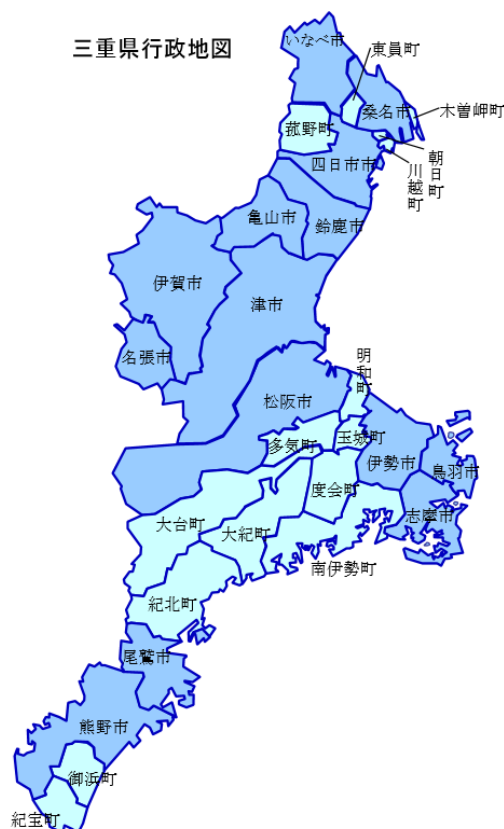 三重県行政地図
いなべ市
東員町
桑名市
木曽岬町
菰野町
朝日町
川越町
四日市市
亀山市
鈴鹿市
伊賀市
津市
名張市
明和町
松阪市
多気町
玉城町
伊勢市
鳥羽市
度会町
志摩市
大台町
大紀町
南伊勢町
紀北町
尾鷲市
熊野市
御浜町
紀宝町